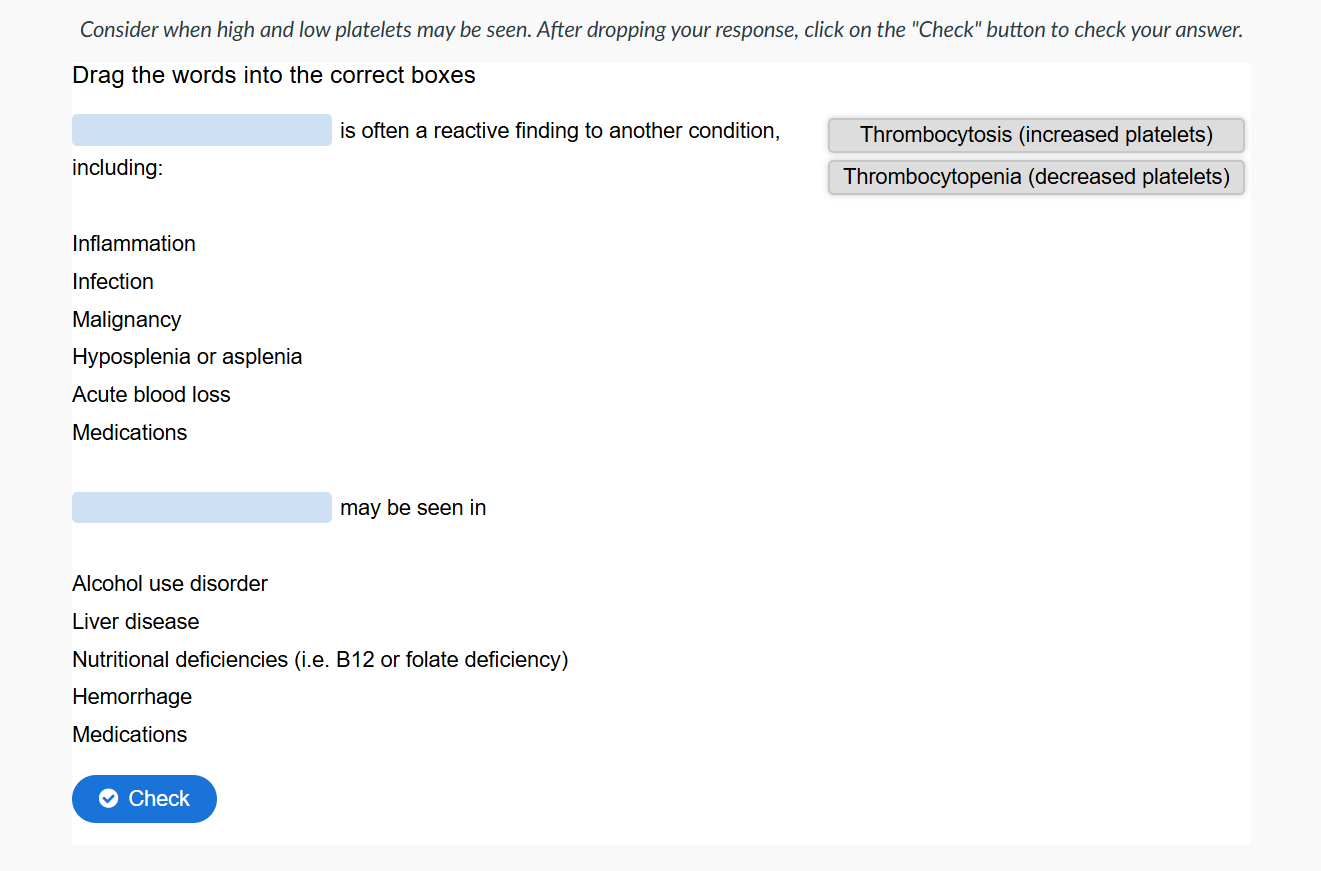 Consider when high and low platelets may be seen. After dropping your response, click on the "Check" button to check your answer.
Drag the words into the correct boxes
is often a reactive finding to another condition,
including:
Inflammation
Infection
Malignancy
Hyposplenia or asplenia
Acute blood loss
Medications
may be seen in
Alcohol use disorder
Liver disease
Nutritional deficiencies (i.e. B12 or folate deficiency)
Hemorrhage
Medications
Thrombocytosis (increased platelets)
Thrombocytopenia (decreased platelets)
Check